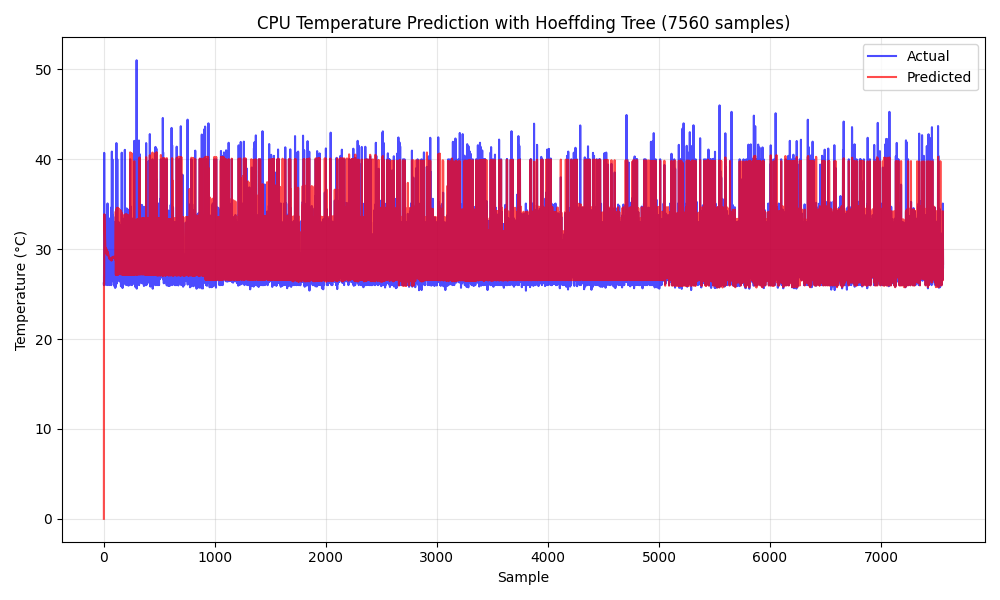 CPU Temperature Prediction with Hoeffding Tree (7560 samples)
Actual
Predicted
Temperature (°C)
50
40
30
20
10
0
0 1000 2000 3000 4000 5000 6000 7000
Sample